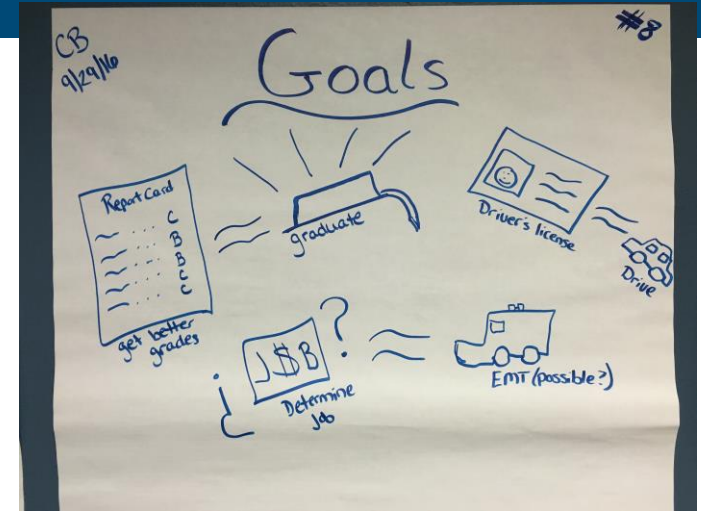 CB
9/29/16
#8
Goals
Report Card
C
B
B
C
C
get better
grades
graduate
Driver's license
Drive
¿ J$B ?
Determine
Job
EMT (possible?)